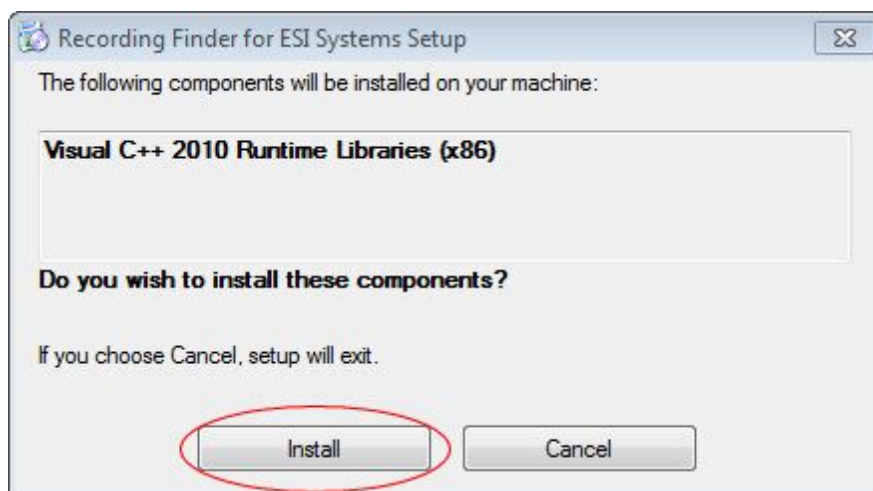 Recording Finder for ESI Systems Setup
The following components will be installed on your machine:
Visual C++ 2010 Runtime Libraries (x86)
Do you wish to install these components?
If you choose Cancel, setup will exit.
Install
Cancel